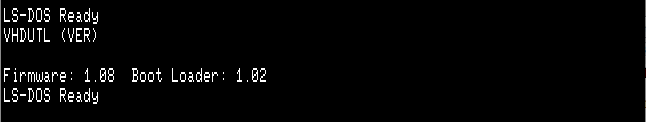 LS-DOS Ready
VHDUTL (VER)
Firmware: 1.08  Boot Loader: 1.02
LS-DOS Ready